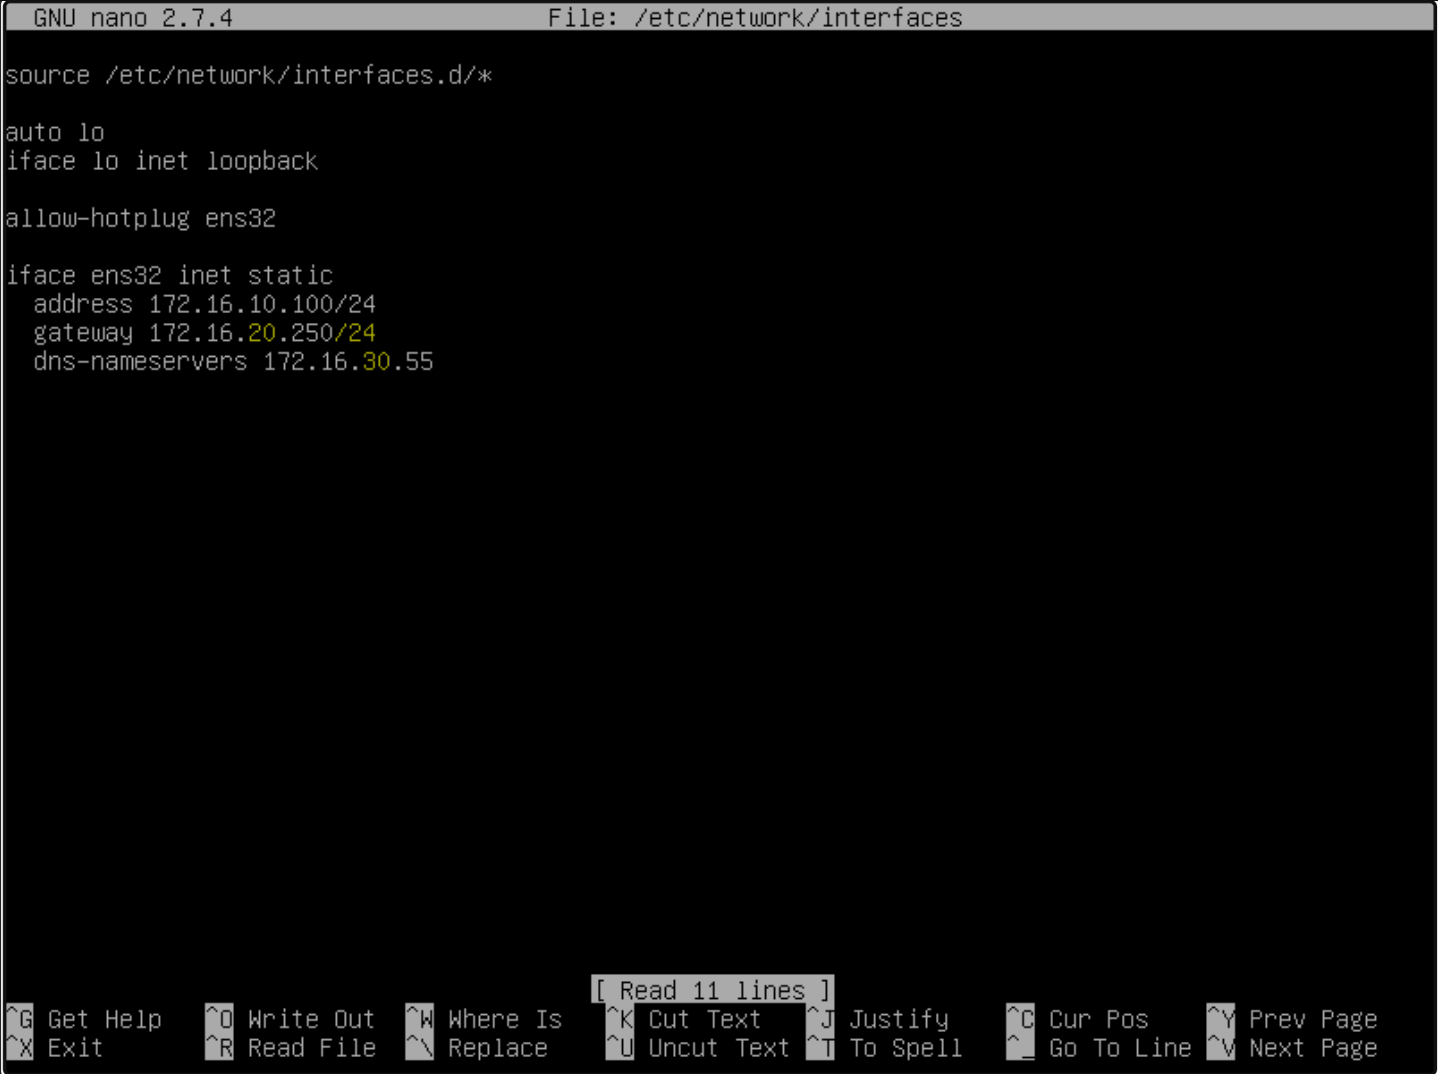 GNU nano 2.7.4 File: /etc/network/interfaces
source /etc/network/interfaces.d/*
auto lo
iface lo inet loopback
allow-hotplug ens32
iface ens32 inet static
address 172.16.10.100/24
gateway 172.16.20.250/24
dns-nameservers 172.16.30.55
[ Read 11 lines ]
^G Get Help ^O Write Out ^W Where Is ^K Cut Text ^J Justify ^C Cur Pos ^Y Prev Page
^X Exit ^R Read File ^\ Replace ^U Uncut Text ^T To Spell ^_ Go To Line ^V Next Page